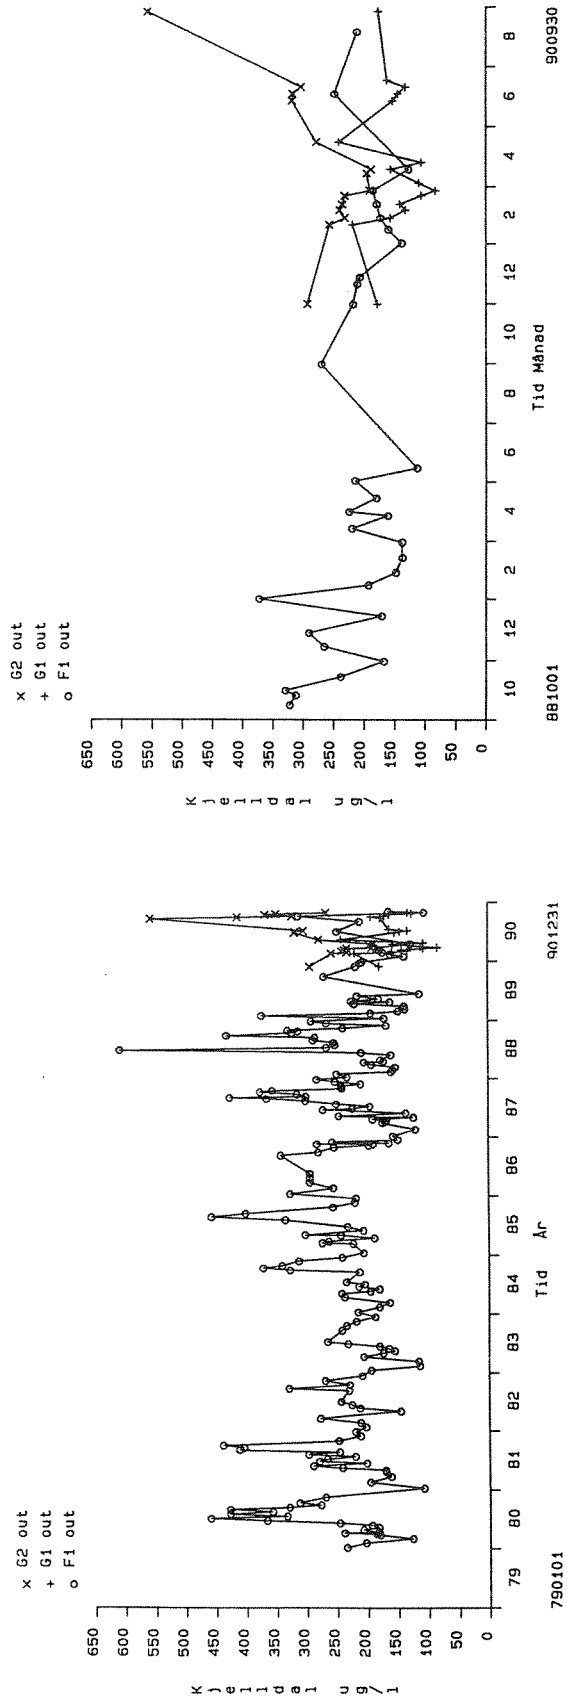 x G2 out
+ G1 out
o F1 out
Kjelldal ug/l
650
600
550
500
450
400
350
300
250
200
150
100
50
0
79 80 81 82 83 84 85 86 87 88 89 90
790101 Tid År 901231
x G2 out
+ G1 out
o F1 out
Kjelldal ug/l
650
600
550
500
450
400
350
300
250
200
150
100
50
0
10 12 2 4 6 8 10 12 2 4 6 8
881001 Tid Månad 900930